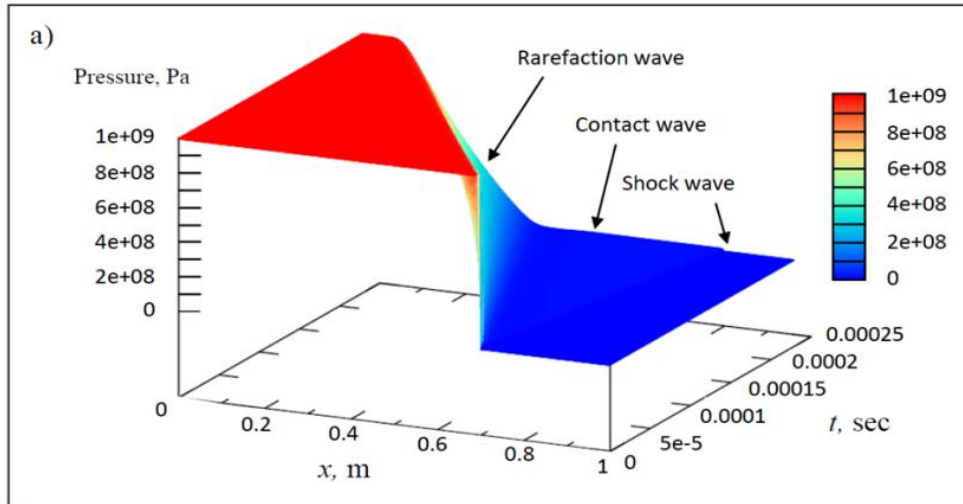 a)
Rarefaction wave
Pressure, Pa
1e+09
8e+08
6e+08
4e+08
2e+08
0
Contact wave
Shock wave
1e+09
8e+08
6e+08
4e+08
2e+08
0
0
0.2
0.4
0.6
0.8
1
x, m
0
5e-5
0.0001
0.00015
0.0002
0.00025
t, sec